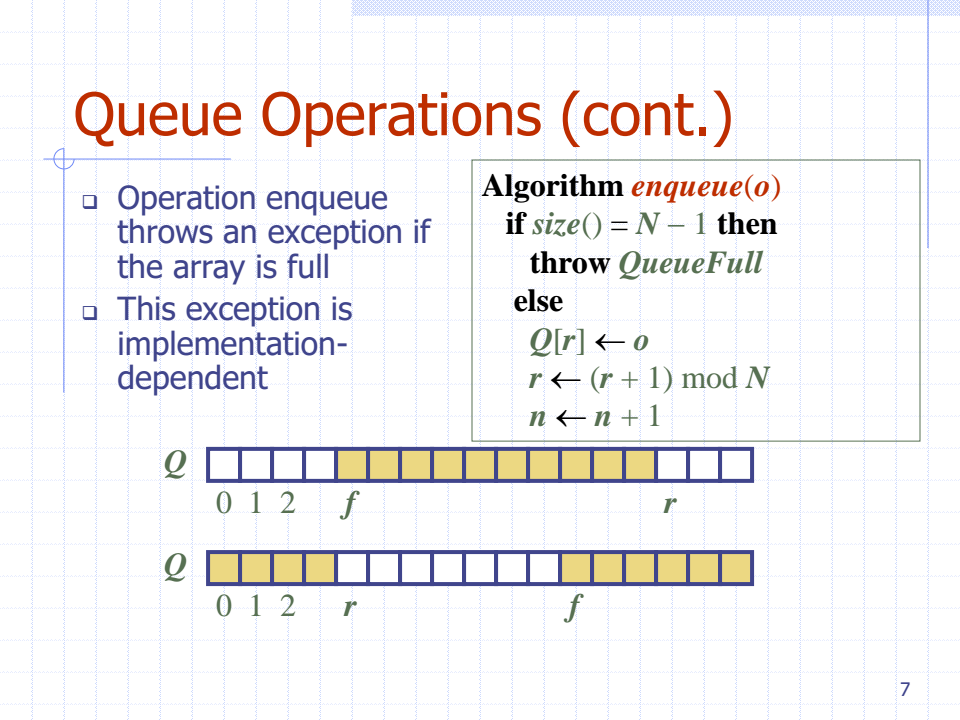 Queue Operations (cont.)
❑ Operation enqueue
throws an exception if
the array is full
❑ This exception is
implementation-
dependent
Algorithm enqueue(o)
if size() = N − 1 then
throw QueueFull
else
Q[r] ← o
r ← (r + 1) mod N
n ← n + 1
Q
0 1 2 f r
Q
0 1 2 r f
7